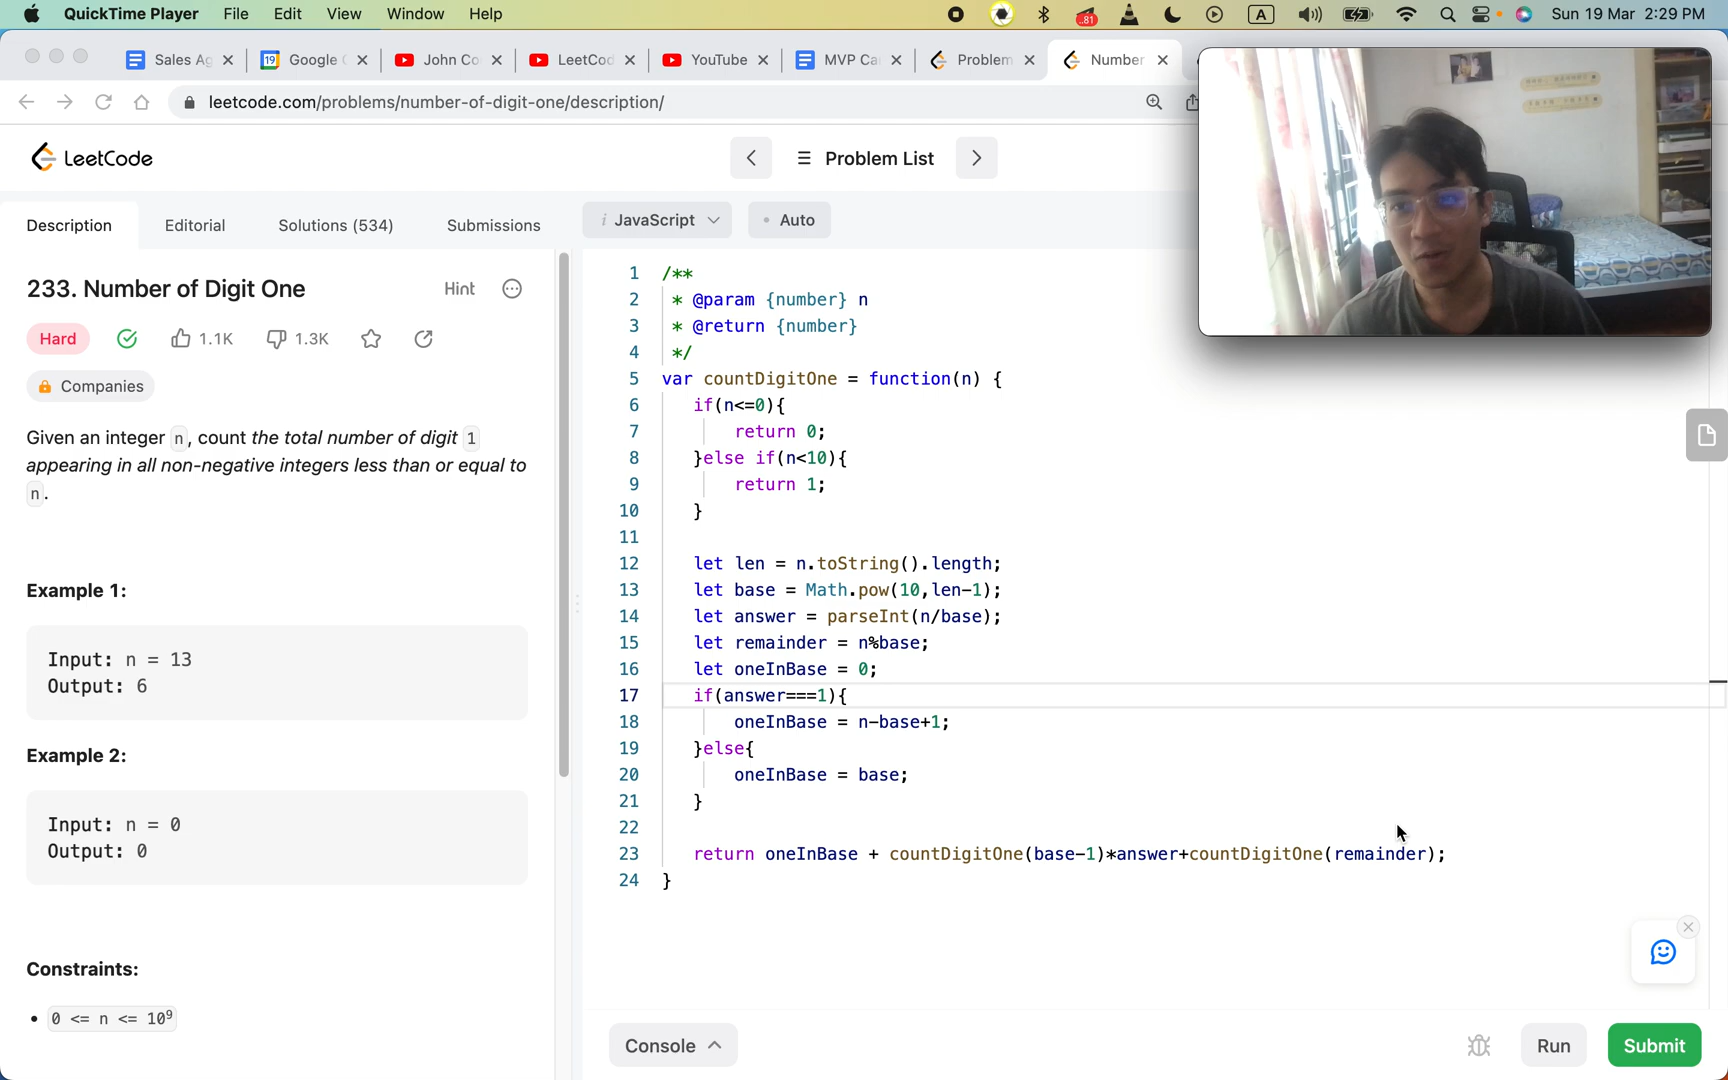 QuickTime Player File Edit View Window Help .81 A Sun 19 Mar 2:29 PM
Sales Ag 19 Google John Co LeetCod YouTube MVP Ca Problem Number
leetcode.com/problems/number-of-digit-one/description/
LeetCode Problem List
Description Editorial Solutions (534) Submissions i JavaScript Auto
233. Number of Digit One Hint
Hard 1.1K 1.3K
Companies
Given an integer n, count the total number of digit 1
appearing in all non-negative integers less than or equal to
n.
Example 1:
Input: n = 13
Output: 6
Example 2:
Input: n = 0
Output: 0
Constraints:
• 0 <= n <= 10⁹
1 /**
2 * @param {number} n
3 * @return {number}
4 */
5 var countDigitOne = function(n) {
6 if(n<=0){
7 return 0;
8 }else if(n<10){
9 return 1;
10 }
11
12 let len = n.toString().length;
13 let base = Math.pow(10,len-1);
14 let answer = parseInt(n/base);
15 let remainder = n%base;
16 let oneInBase = 0;
17 if(answer===1){
18 oneInBase = n-base+1;
19 }else{
20 oneInBase = base;
21 }
22
23 return oneInBase + countDigitOne(base-1)*answer+countDigitOne(remainder);
24 }
Console Run Submit